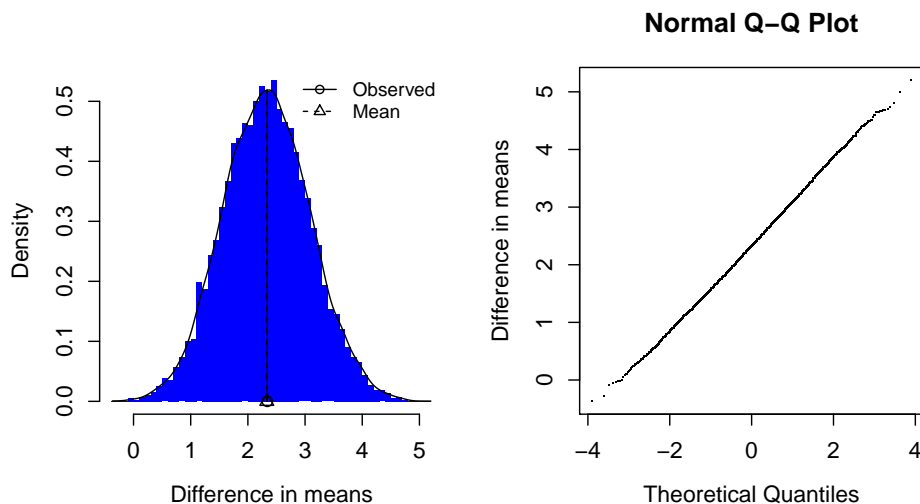 Normal Q−Q Plot
Observed
Mean
Density
0.0
0.1
0.2
0.3
0.4
0.5
0 1 2 3 4 5
Difference in means
Difference in means
0
1
2
3
4
5
−4 −2 0 2 4
Theoretical Quantiles